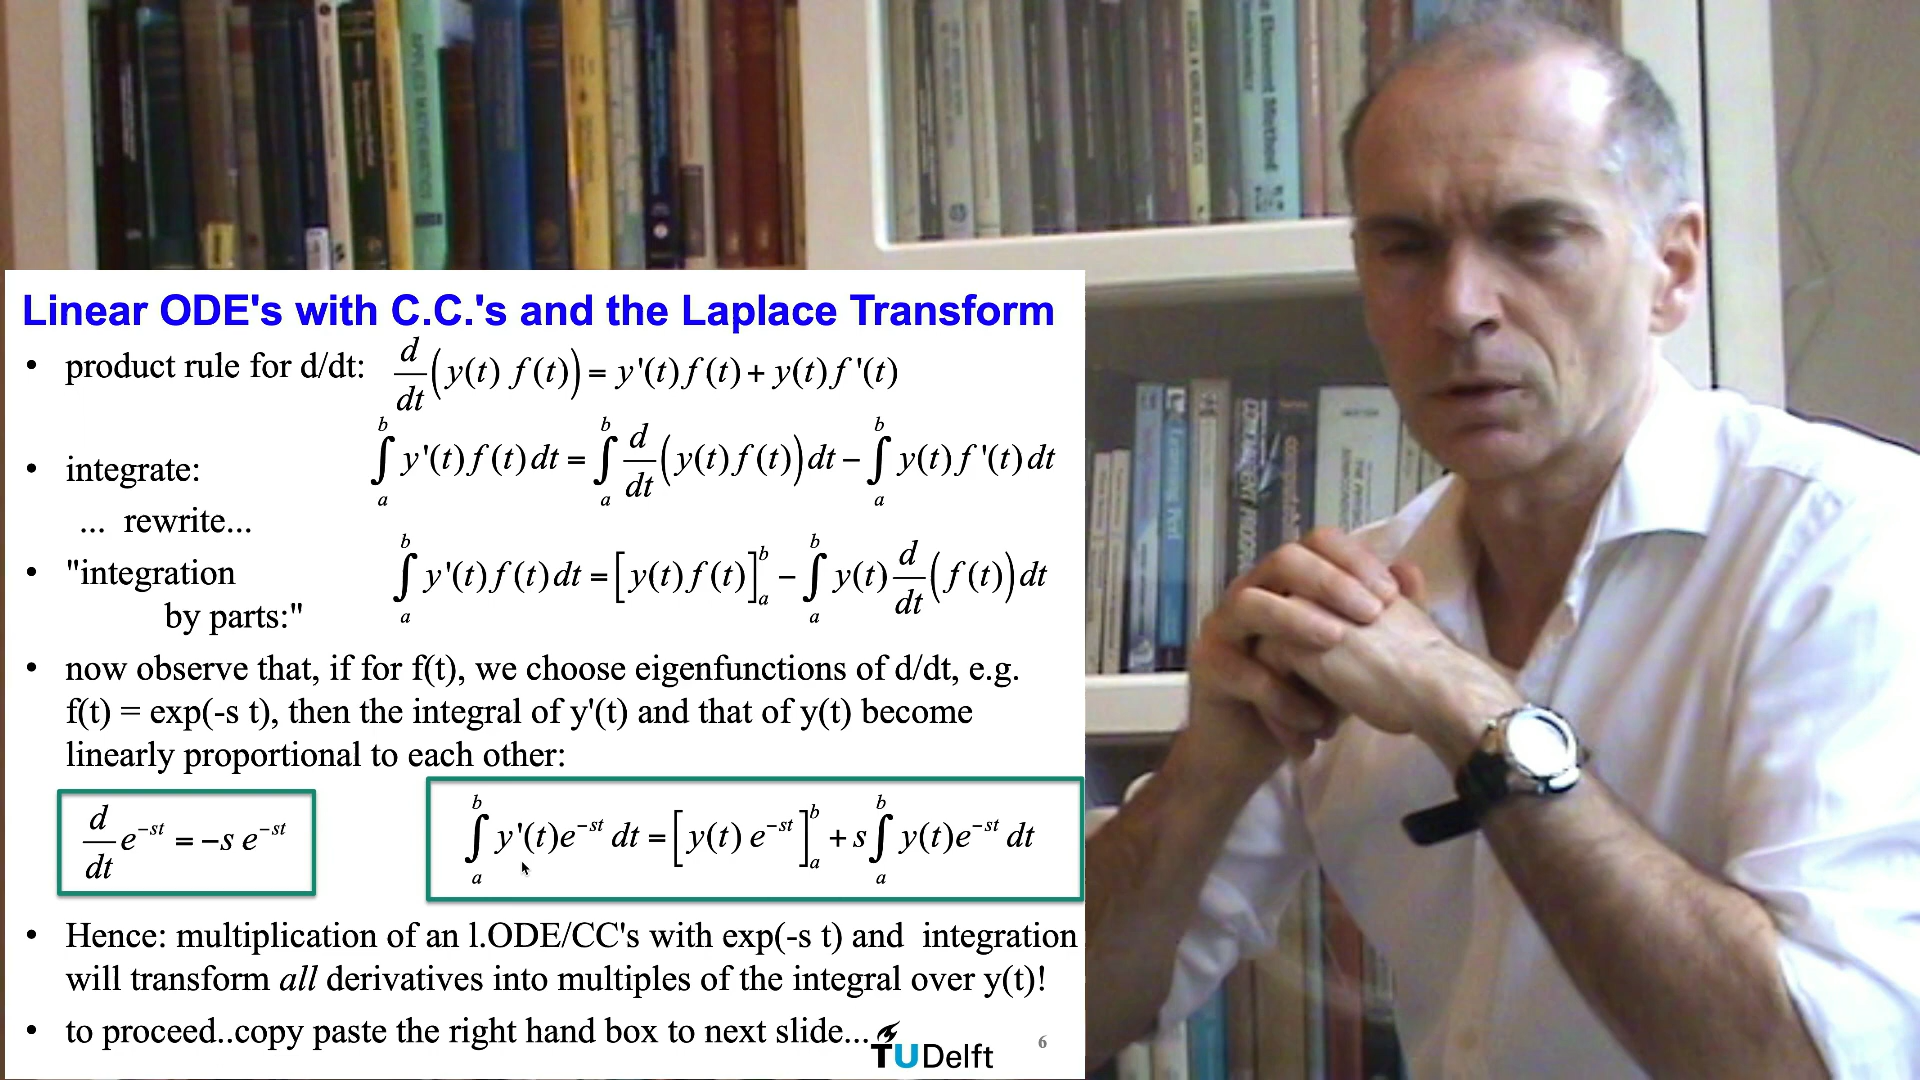 APPLIED MATHEMATICS
Element Method
Linear ODE's with C.C.'s and the Laplace Transform
• product rule for d/dt: d/dt (y(t) f(t)) = y'(t) f(t) + y(t) f'(t)
• integrate: ∫_a^b y'(t) f(t) dt = ∫_a^b d/dt (y(t) f(t)) dt − ∫_a^b y(t) f'(t) dt
... rewrite...
• "integration
by parts:" ∫_a^b y'(t) f(t) dt = [y(t) f(t)]_a^b − ∫_a^b y(t) d/dt (f(t)) dt
• now observe that, if for f(t), we choose eigenfunctions of d/dt, e.g.
f(t) = exp(-s t), then the integral of y'(t) and that of y(t) become
linearly proportional to each other:
d/dt e^{−st} = −s e^{−st}
∫_a^b y'(t) e^{−st} dt = [y(t) e^{−st}]_a^b + s ∫_a^b y(t) e^{−st} dt
• Hence: multiplication of an l.ODE/CC's with exp(-s t) and integration
will transform all derivatives into multiples of the integral over y(t)!
• to proceed..copy paste the right hand box to next slide...
TUDelft
6